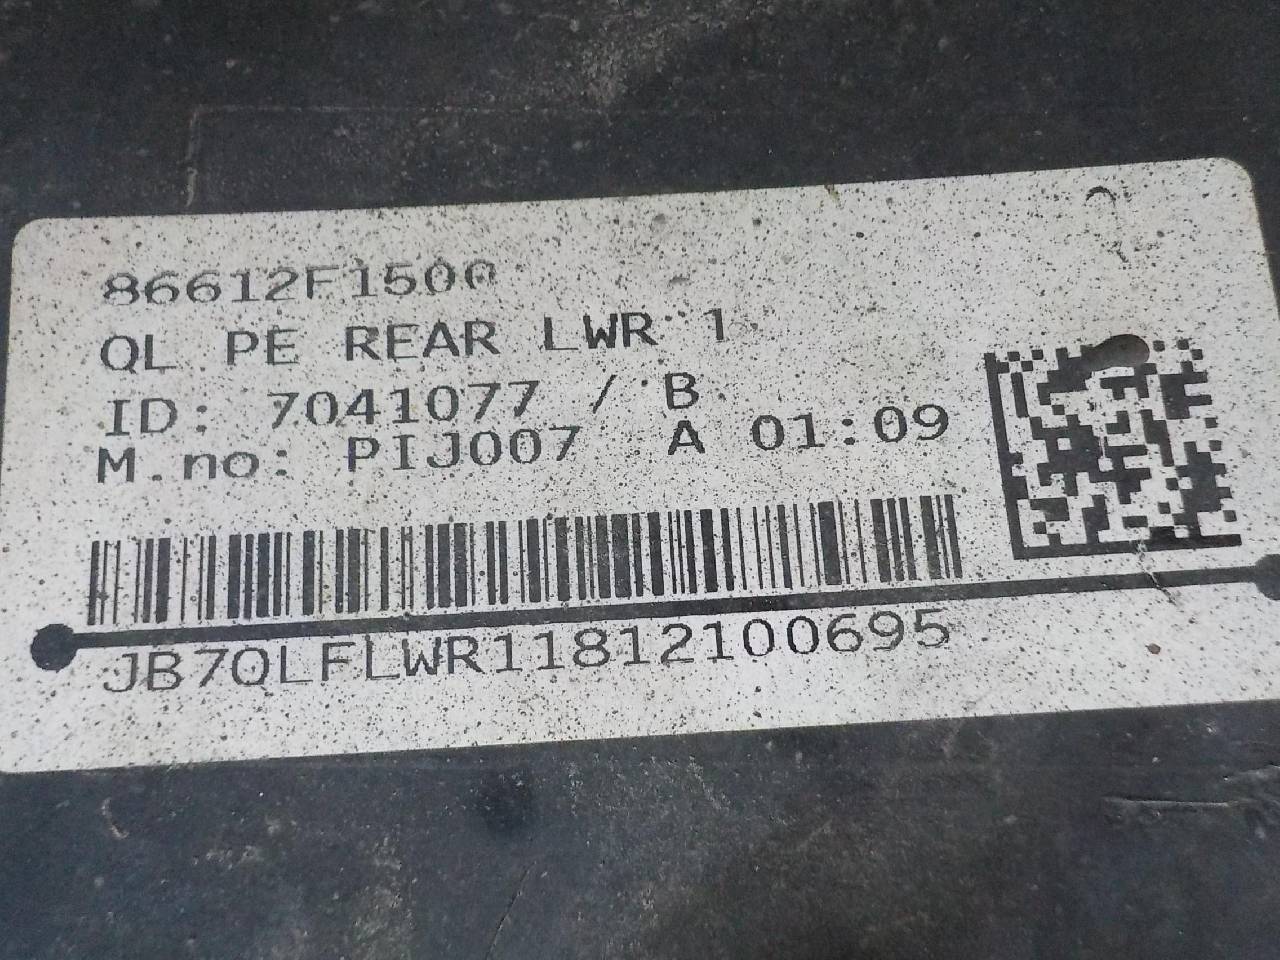 86612F1500
QL PE REAR LWR 1
ID: 7041077 / B
M.no: PIJ007 A 01:09
JB7QLFLWR11812100695